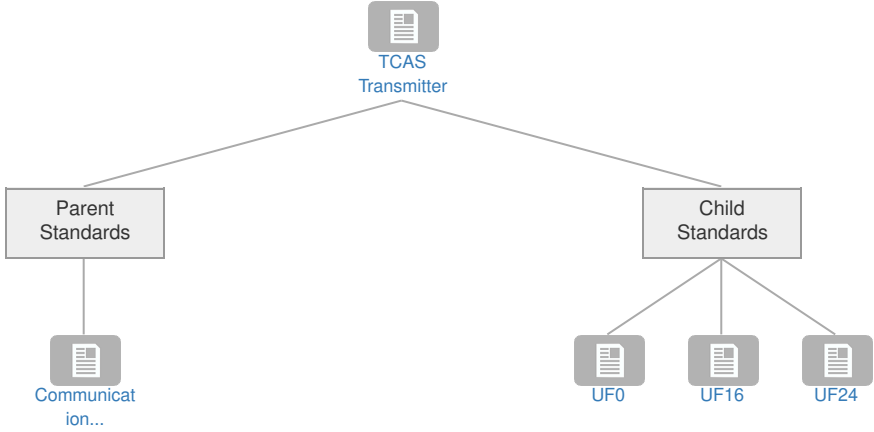 TCAS
Transmitter
Parent
Standards
Child
Standards
Communicat
ion...
UF0
UF16
UF24